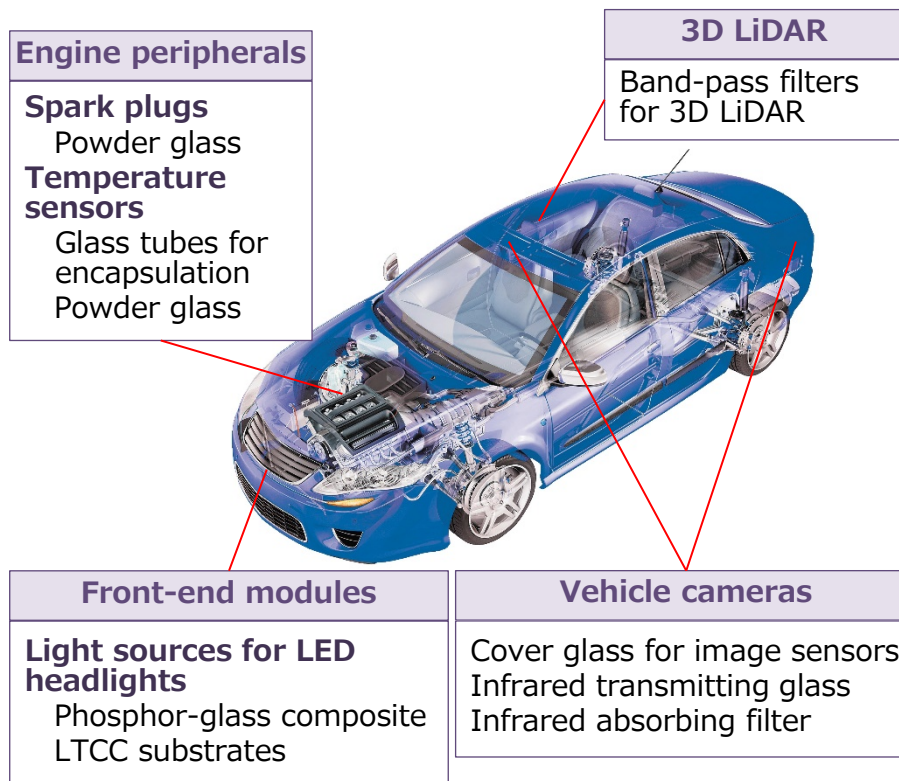 Engine peripherals
Spark plugs
Powder glass
Temperature
sensors
Glass tubes for
encapsulation
Powder glass
3D LiDAR
Band-pass filters
for 3D LiDAR
Front-end modules
Light sources for LED
headlights
Phosphor-glass composite
LTCC substrates
Vehicle cameras
Cover glass for image sensors
Infrared transmitting glass
Infrared absorbing filter